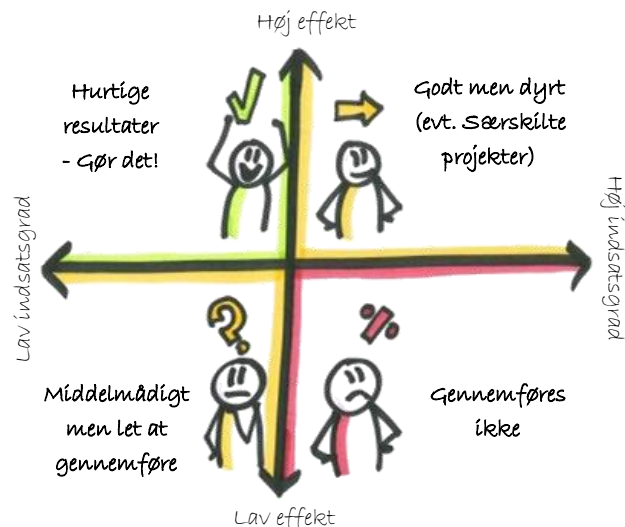 Høj effekt
Hurtige
resultater
- Gør det!
Godt men dyrt
(evt. Særskilte
projekter)
Lav indsatsgrad
Høj indsatsgrad
Middelmådigt
men let at
gennemføre
Gennemføres
ikke
Lav effekt